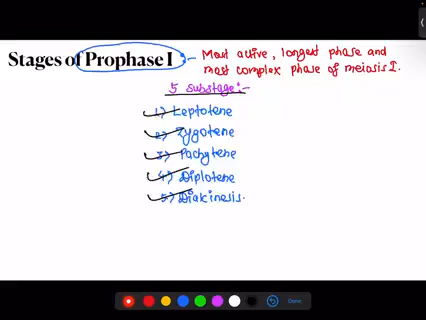 Stages of Prophase I :- Most active, longest phase and
most complex phase of meiosis I.
5 substage:-
1) Leptotene
2) Zygotene
3) Pachytene
4) Diplotene
5) Diakinesis.
Done